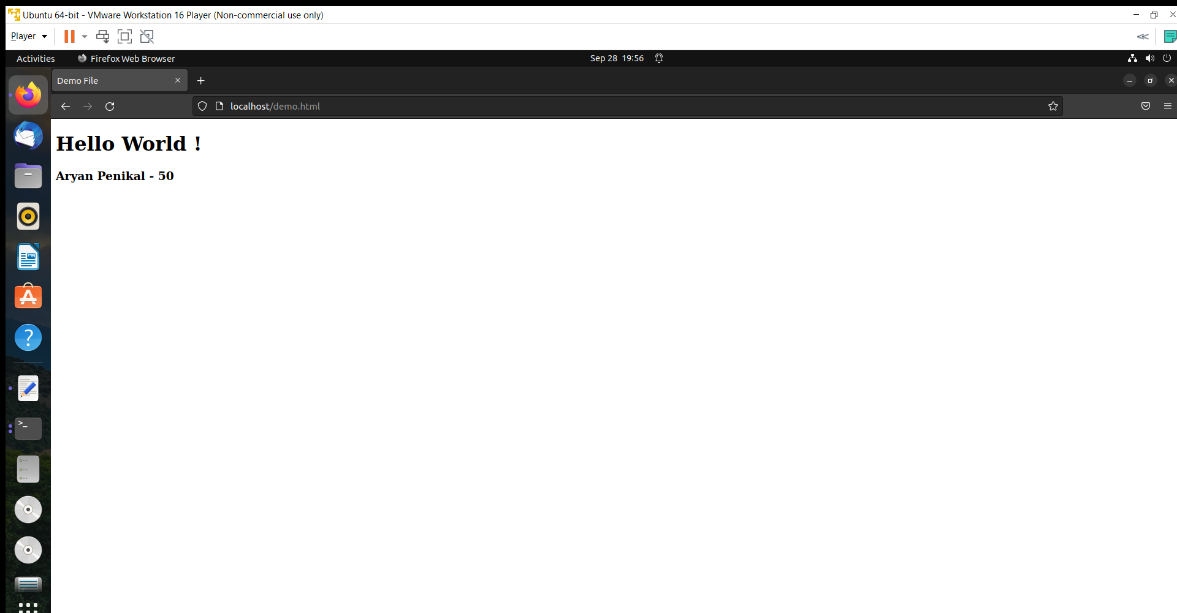 Ubuntu 64-bit - VMware Workstation 16 Player (Non-commercial use only)
Player
Activities Firefox Web Browser Sep 28 19:56
Demo File
localhost/demo.html
Hello World !
Aryan Penikal - 50